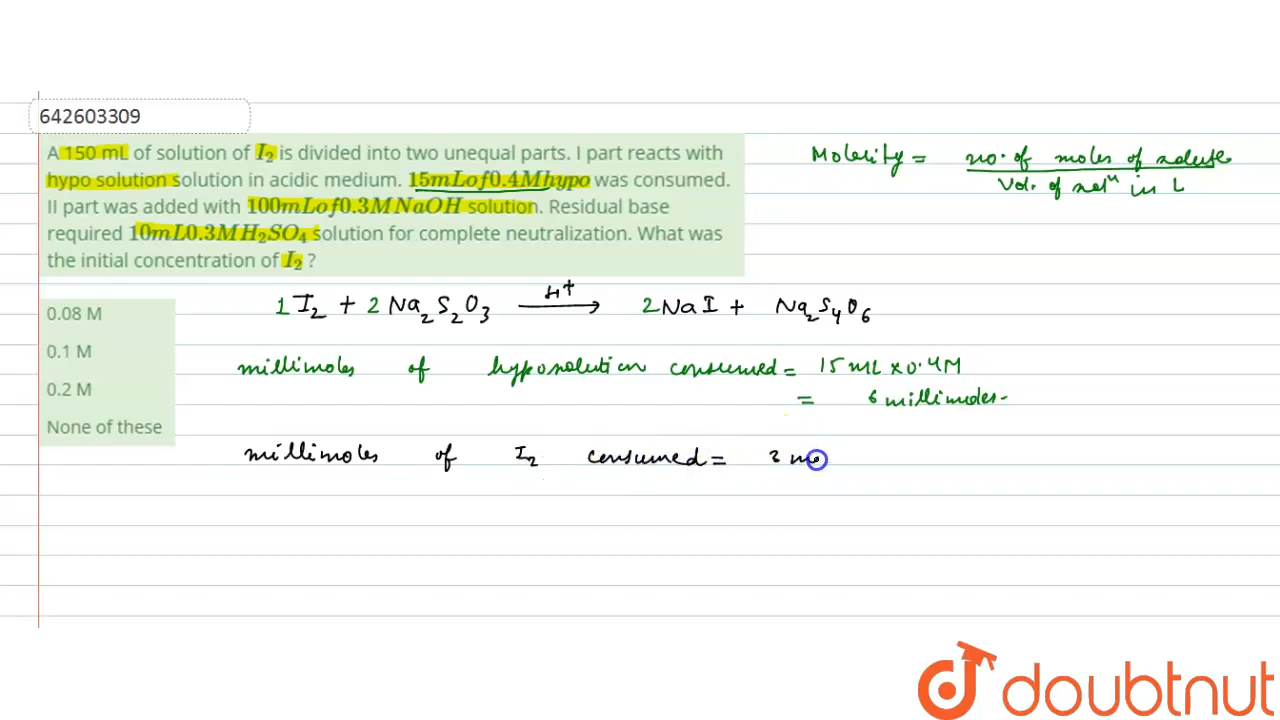 642603309
A 150 mL of solution of I₂ is divided into two unequal parts. I part reacts with
hypo solution solution in acidic medium. 15mLof0.4Mhypo was consumed.
II part was added with 100mLof0.3MNaOH solution. Residual base
required 10mL0.3MH₂SO₄ solution for complete neutralization. What was
the initial concentration of I₂ ?
0.08 M
0.1 M
0.2 M
None of these
Molarity = no. of moles of solute
Vol. of solⁿ in L
1 I₂ + 2 Na₂S₂O₃ H⁺ → 2 NaI + Na₂S₄O₆
millimoles of hyposolution consumed = 15 mL × 0.4M
= 6 millimoles.
millimoles of I₂ consumed = 3
doubtnut